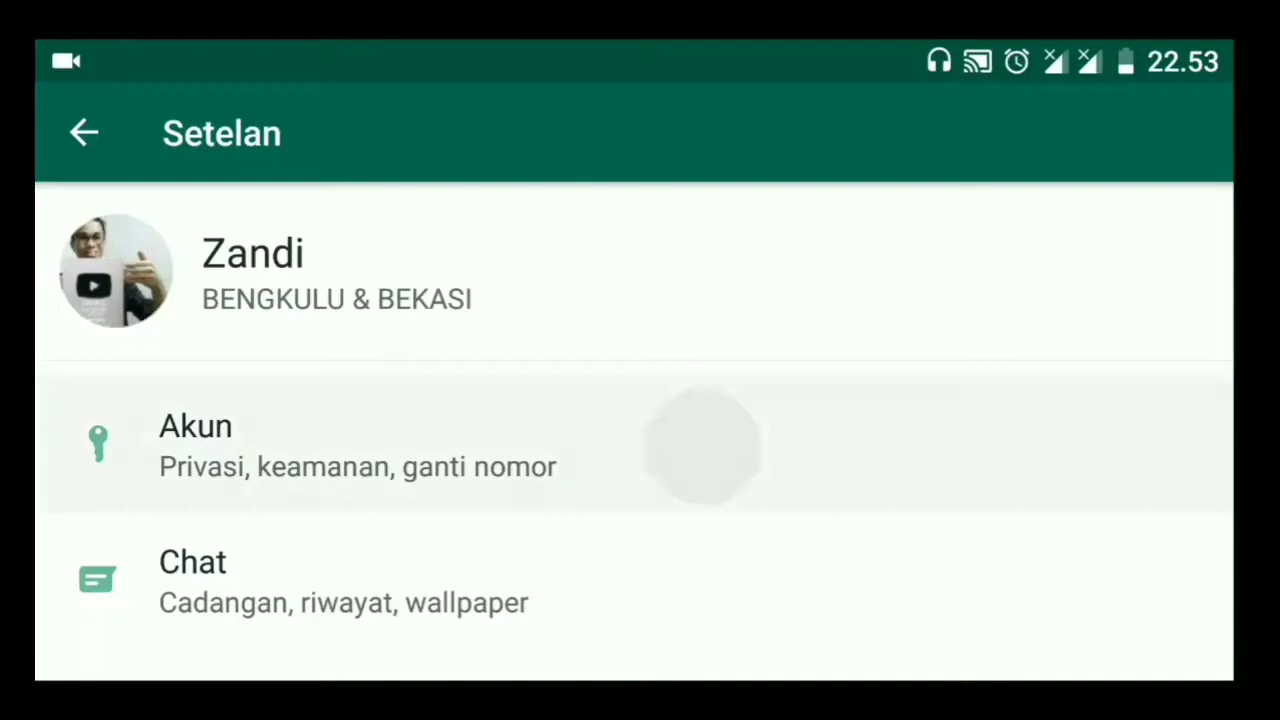 22.53
Setelan
Zandi
BENGKULU & BEKASI
Akun
Privasi, keamanan, ganti nomor
Chat
Cadangan, riwayat, wallpaper